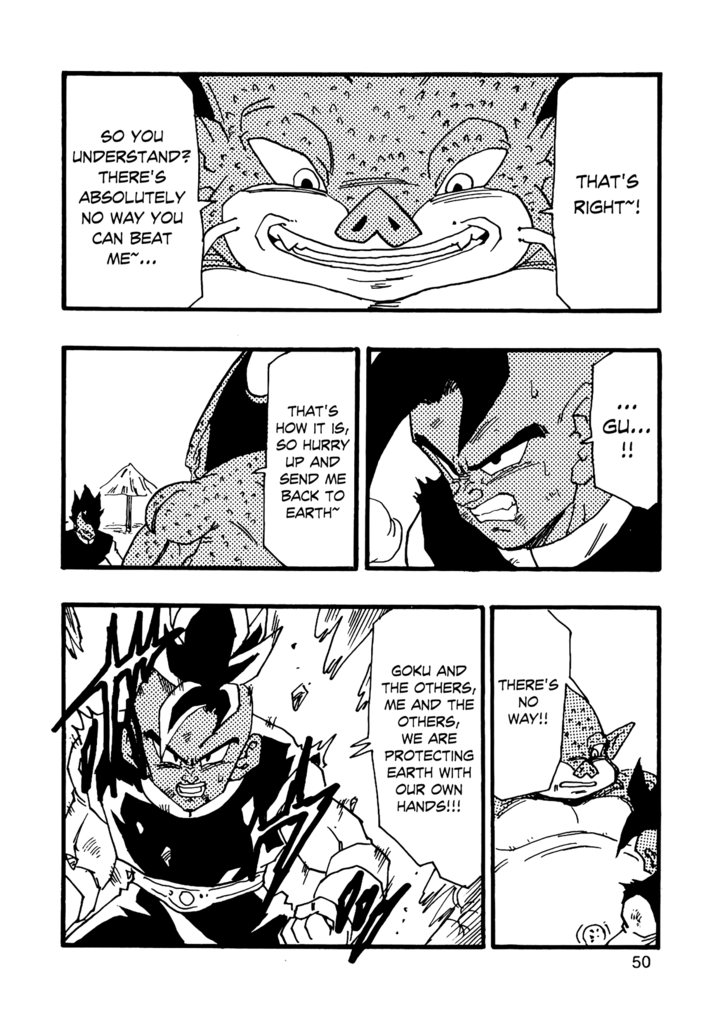 THAT'S
RIGHT~!
SO YOU
UNDERSTAND?
THERE'S
ABSOLUTELY
NO WAY YOU
CAN BEAT
ME~...
...
GU...
!!
THAT'S
HOW IT IS,
SO HURRY
UP AND
SEND ME
BACK TO
EARTH~
THERE'S
NO
WAY!!
GOKU AND
THE OTHERS,
ME AND THE
OTHERS,
WE ARE
PROTECTING
EARTH WITH
OUR OWN
HANDS!!!
50